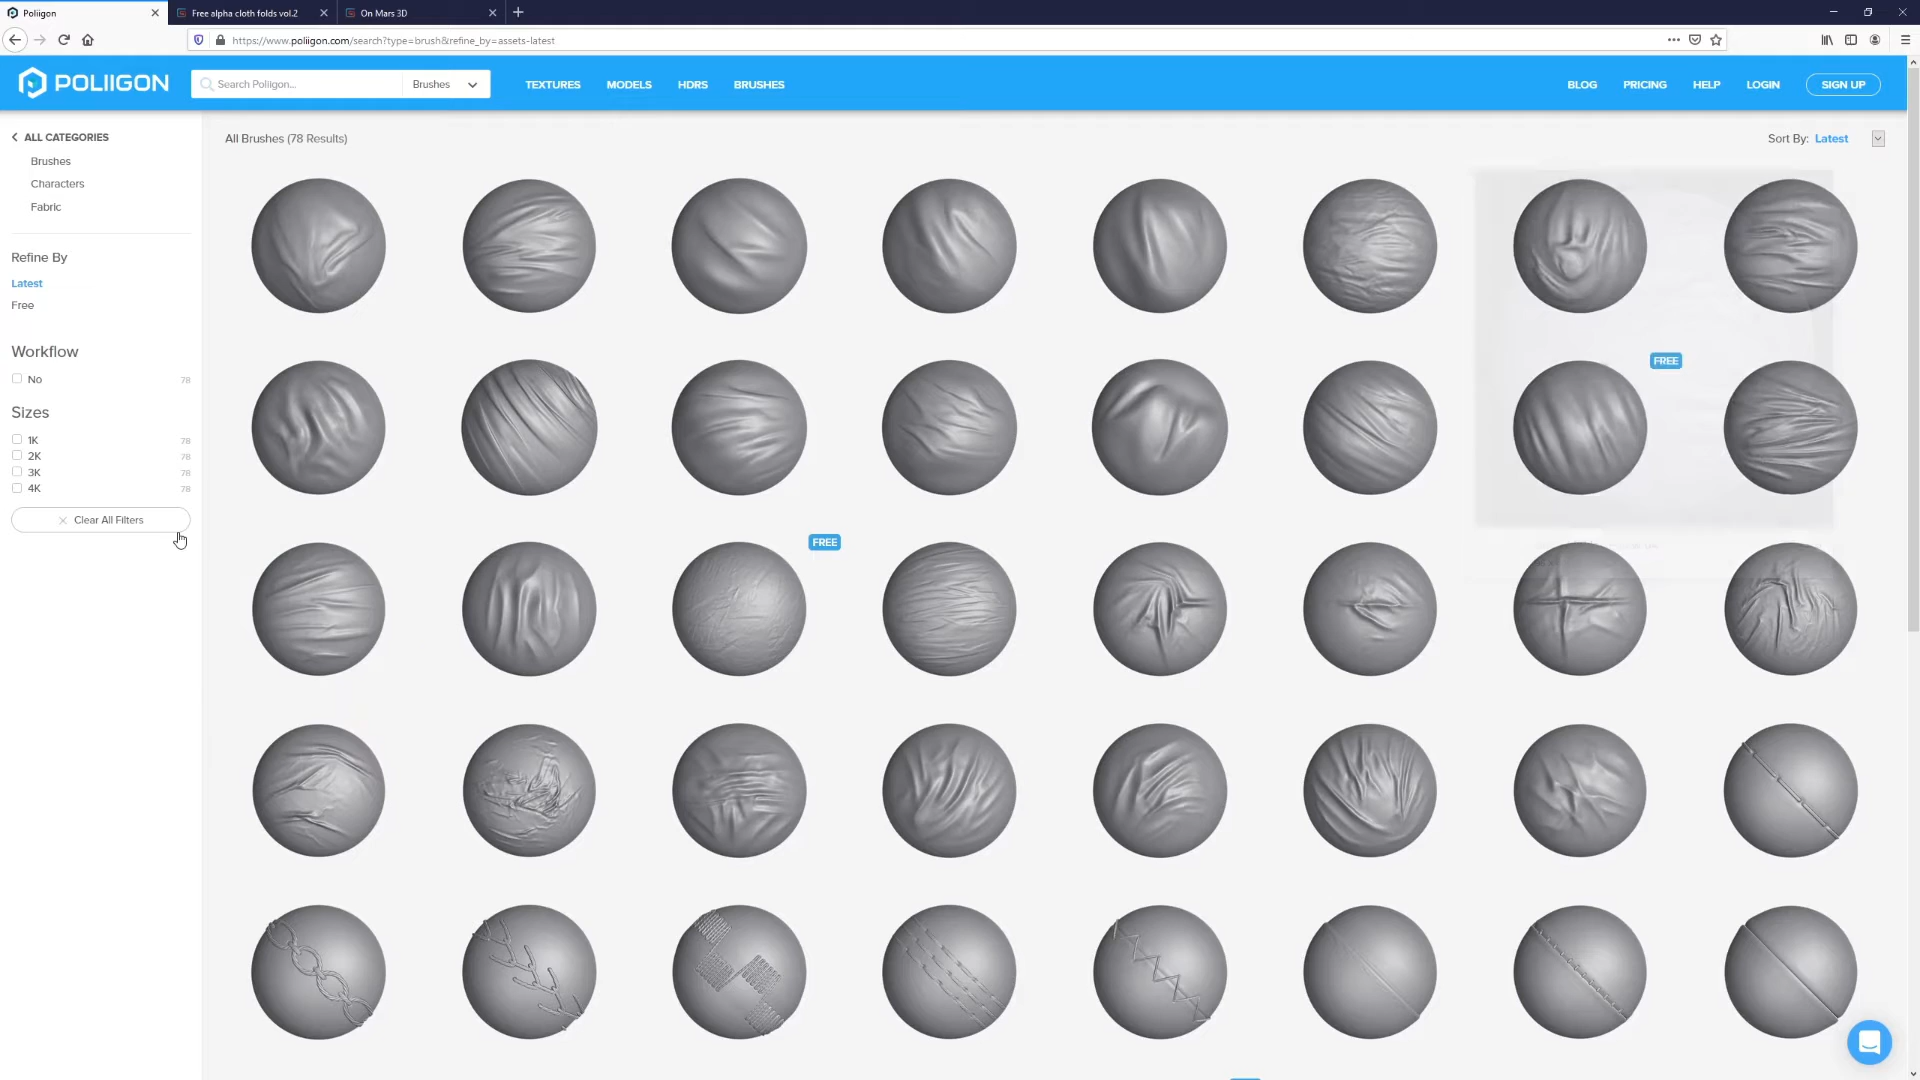 Poliigon
Free alpha cloth folds vol.2
On Mars 3D
https://www.poliigon.com/search?type=brush&refine_by=assets-latest
POLIIGON
Search Poliigon...
Brushes
TEXTURES
MODELS
HDRS
BRUSHES
BLOG
PRICING
HELP
LOGIN
SIGN UP
ALL CATEGORIES
Brushes
Characters
Fabric
Refine By
Latest
Free
Workflow
No 78
Sizes
1K 78
2K 78
3K 78
4K 78
Clear All Filters
All Brushes (78 Results)
Sort By: Latest
FREE
FREE